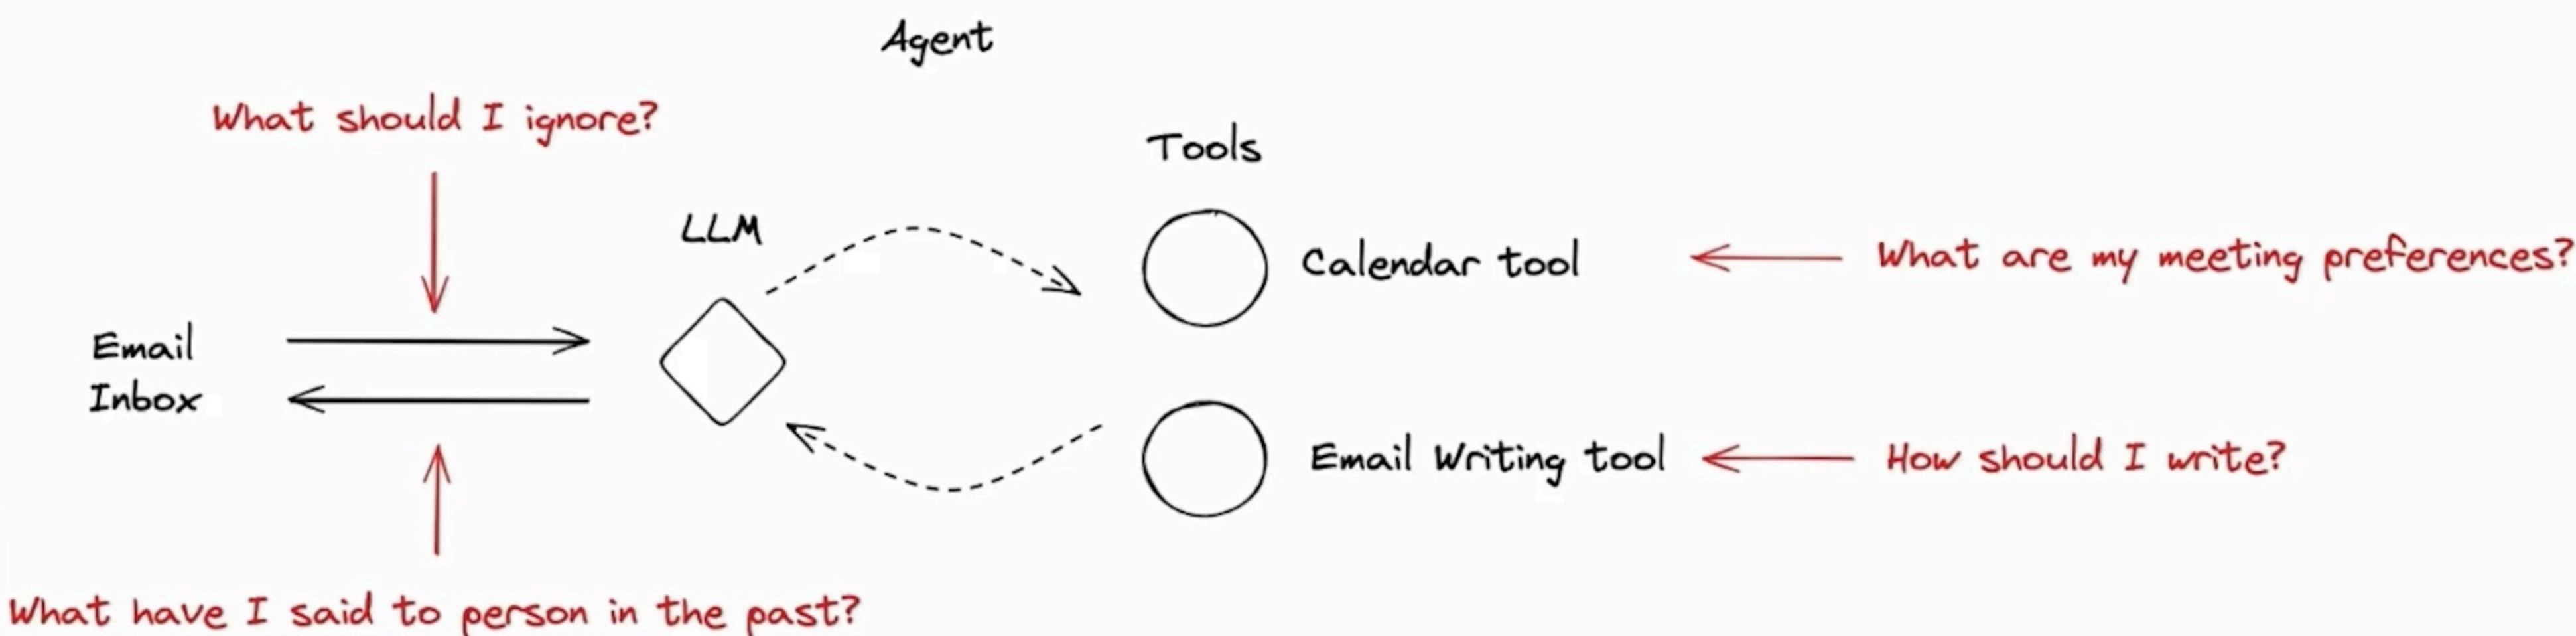 Agent
What should I ignore?
Tools
LLM
Calendar tool
What are my meeting preferences?
Email
Inbox
Email Writing tool
How should I write?
What have I said to person in the past?